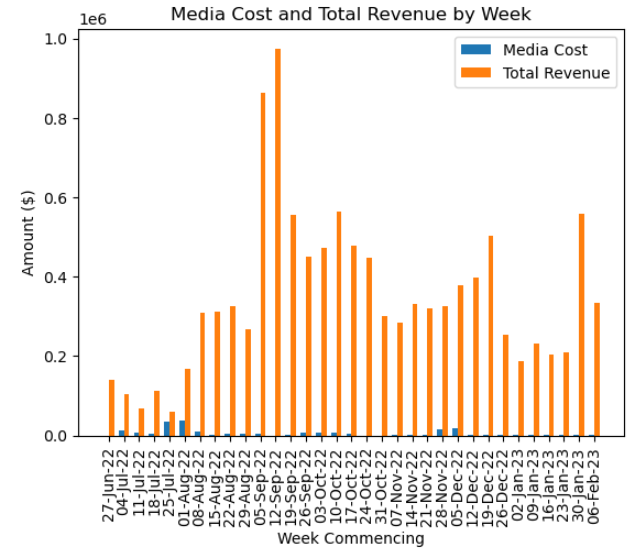 Media Cost and Total Revenue by Week
1e6
Media Cost
Total Revenue
1.0
0.8
0.6
0.4
0.2
0.0
Amount ($)
27-Jun-22
04-Jul-22
11-Jul-22
18-Jul-22
25-Jul-22
01-Aug-22
08-Aug-22
15-Aug-22
22-Aug-22
29-Aug-22
05-Sep-22
12-Sep-22
19-Sep-22
26-Sep-22
03-Oct-22
10-Oct-22
17-Oct-22
24-Oct-22
31-Oct-22
07-Nov-22
14-Nov-22
21-Nov-22
28-Nov-22
05-Dec-22
12-Dec-22
19-Dec-22
26-Dec-22
02-Jan-23
09-Jan-23
16-Jan-23
23-Jan-23
30-Jan-23
06-Feb-23
Week Commencing